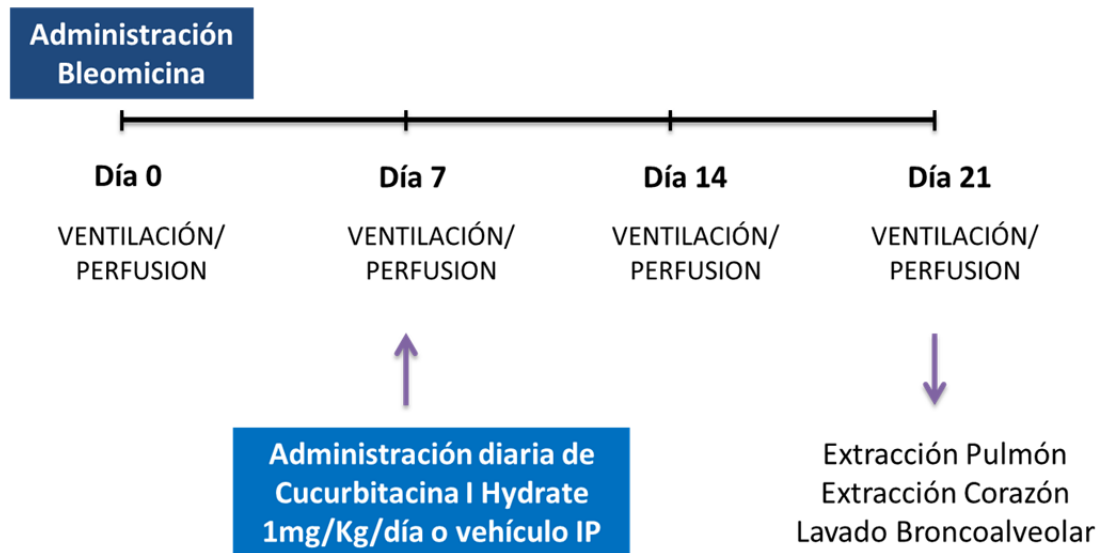 Administración
Bleomicina
Día 0
Día 7
Día 14
Día 21
VENTILACIÓN/
PERFUSION
VENTILACIÓN/
PERFUSION
VENTILACIÓN/
PERFUSION
VENTILACIÓN/
PERFUSION
Administración diaria de
Cucurbitacina I Hydrate
1mg/Kg/día o vehículo IP
Extracción Pulmón
Extracción Corazón
Lavado Broncoalveolar